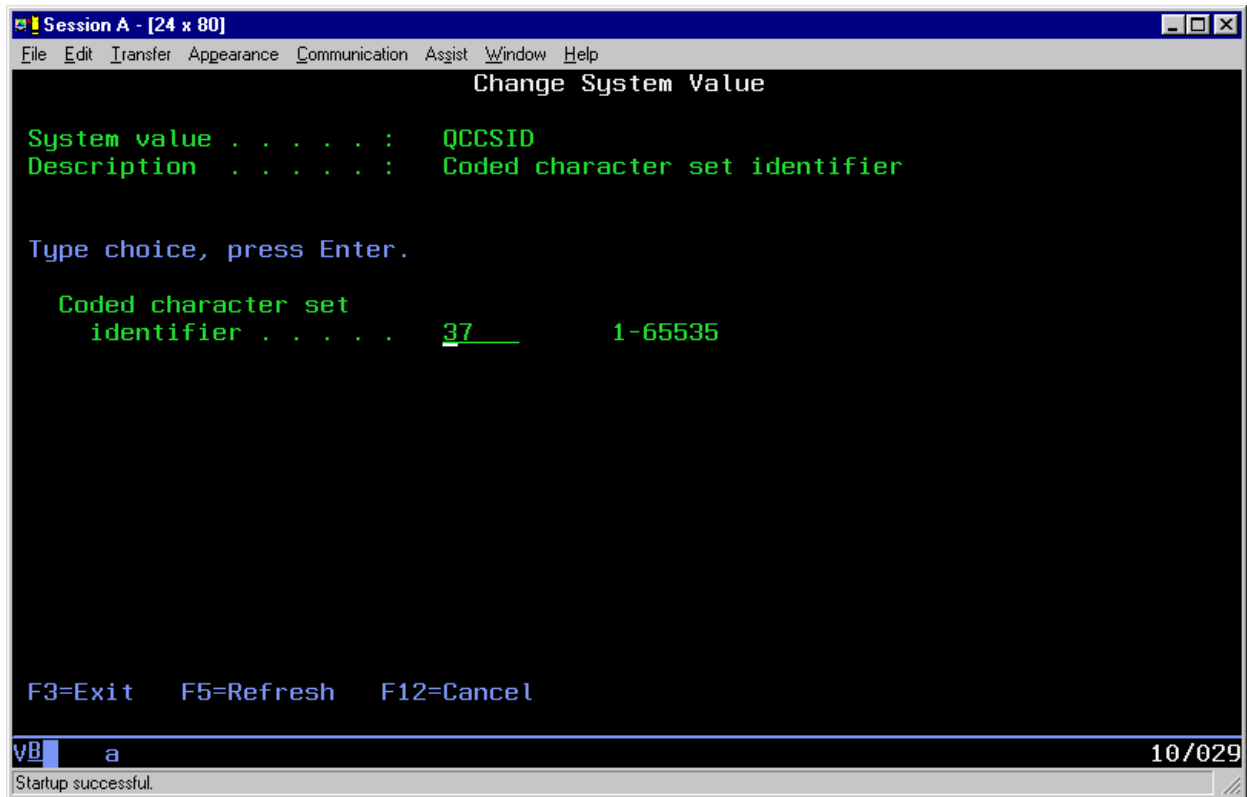 Session A - [24 x 80]
File Edit Transfer Appearance Communication Assist Window Help
Change System Value
System value . . . . . : QCCSID
Description . . . . . : Coded character set identifier
Type choice, press Enter.
Coded character set
identifier . . . . . 37 1-65535
F3=Exit F5=Refresh F12=Cancel
VB a 10/029
Startup successful.